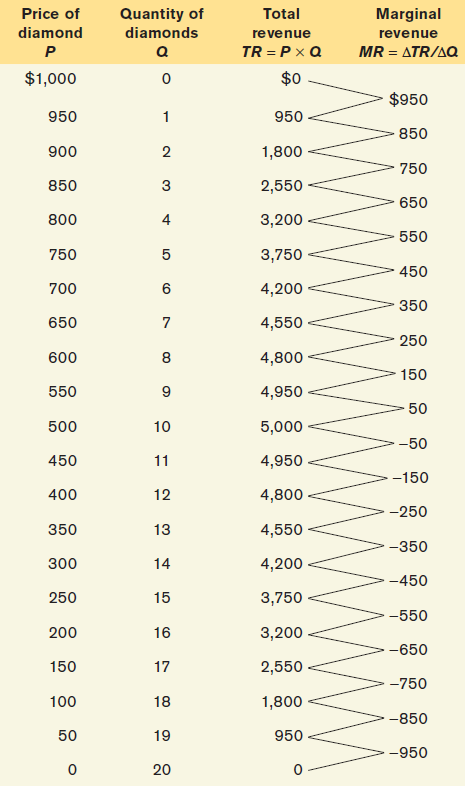 Price of Quantity of Total Marginal
diamond diamonds revenue revenue
P Q TR = P × Q MR = ΔTR/ΔQ
$1,000 0 $0
$950
950 1 950
850
900 2 1,800
750
850 3 2,550
650
800 4 3,200
550
750 5 3,750
450
700 6 4,200
350
650 7 4,550
250
600 8 4,800
150
550 9 4,950
50
500 10 5,000
−50
450 11 4,950
−150
400 12 4,800
−250
350 13 4,550
−350
300 14 4,200
−450
250 15 3,750
−550
200 16 3,200
−650
150 17 2,550
−750
100 18 1,800
−850
50 19 950
−950
0 20 0